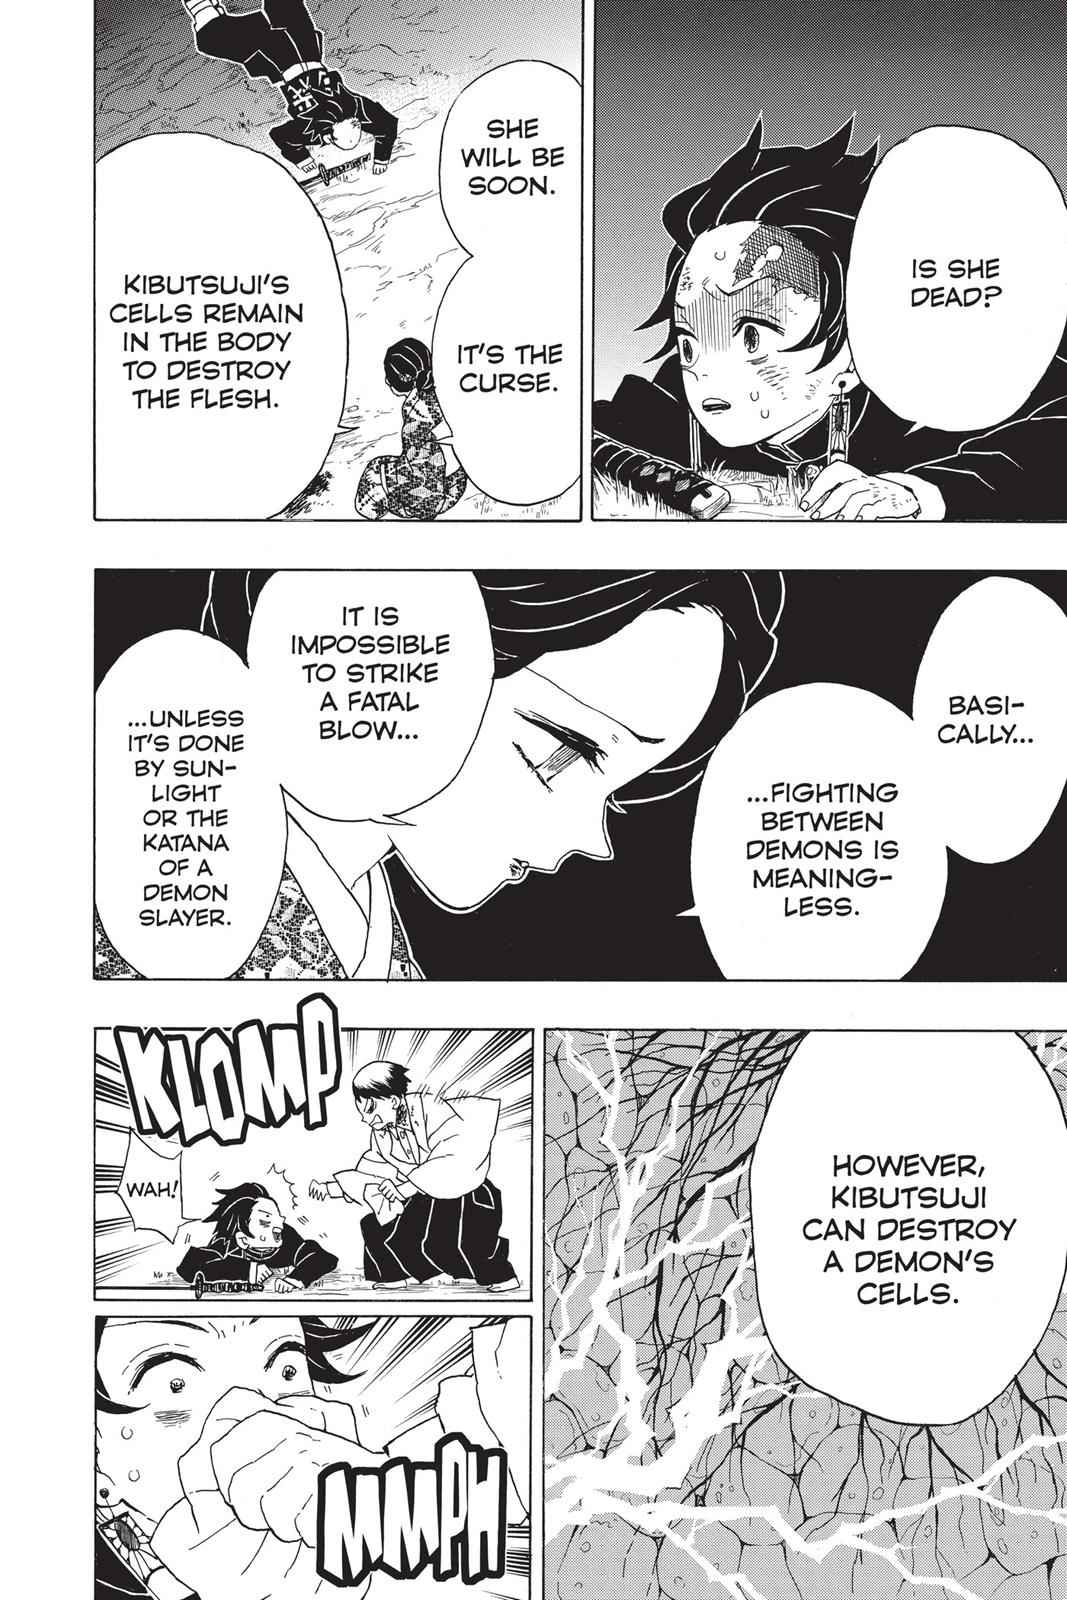 IS SHE
DEAD?
SHE
WILL BE
SOON.
IT'S THE
CURSE.
KIBUTSUJI'S
CELLS REMAIN
IN THE BODY
TO DESTROY
THE FLESH.
BASI-
CALLY...
...FIGHTING
BETWEEN
DEMONS IS
MEANING-
LESS.
IT IS
IMPOSSIBLE
TO STRIKE
A FATAL
BLOW...
...UNLESS
IT'S DONE
BY SUN-
LIGHT
OR THE
KATANA
OF A
DEMON
SLAYER.
HOWEVER,
KIBUTSUJI
CAN DESTROY
A DEMON'S
CELLS.
KLOMP
WAH!
MMPH